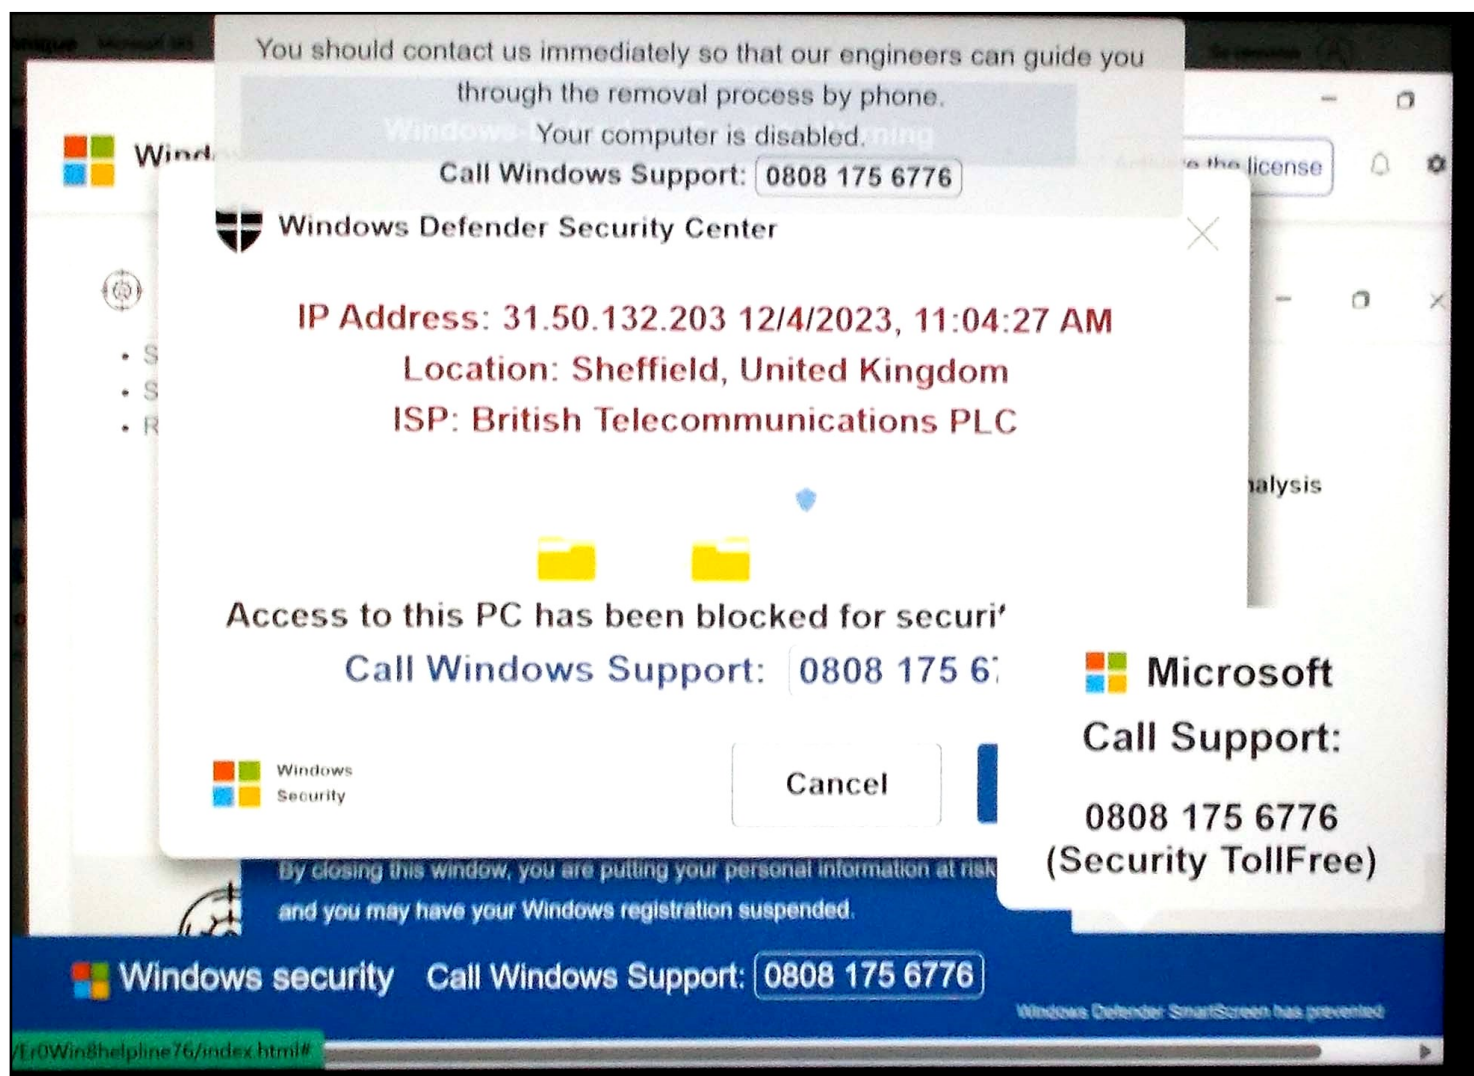 You should contact us immediately so that our engineers can guide you
through the removal process by phone.
Your computer is disabled.
Call Windows Support: 0808 175 6776
the license
Windows Defender Security Center
IP Address: 31.50.132.203 12/4/2023, 11:04:27 AM
Location: Sheffield, United Kingdom
ISP: British Telecommunications PLC
• S
• S
• R
alysis
Access to this PC has been blocked for securi
Call Windows Support: 0808 175 67
Microsoft
Call Support:
0808 175 6776
(Security TollFree)
Windows
Security
Cancel
By closing this window, you are putting your personal information at risk
and you may have your Windows registration suspended.
Windows security Call Windows Support: 0808 175 6776
Windows Defender SmartScreen has prevented
/Er0Win8helpline76/index.html#